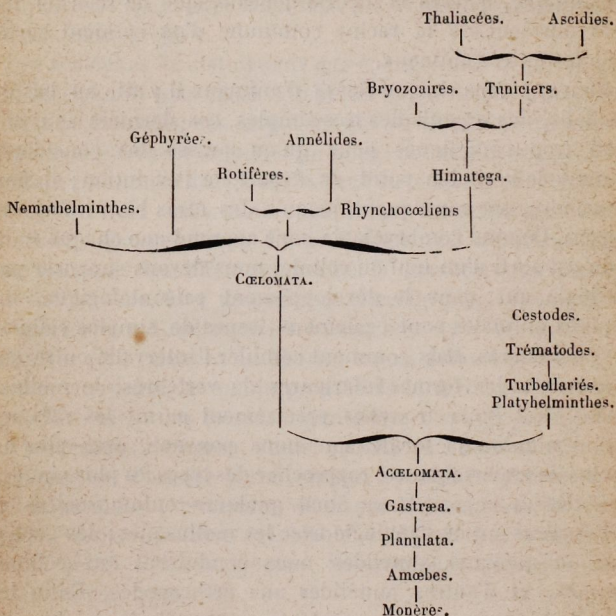 Thaliacées. Ascidies.
Bryozoaires. Tuniciers.
Géphyrée. Annélides.
Rotifères. Himatega.
Nemathelminthes. Rhynchocœliens
CŒLOMATA.
Cestodes.
Trématodes.
Turbellariés.
Platyhelminthes.
ACŒLOMATA.
Gastræa.
Planulata.
Amœbes.
Monères.